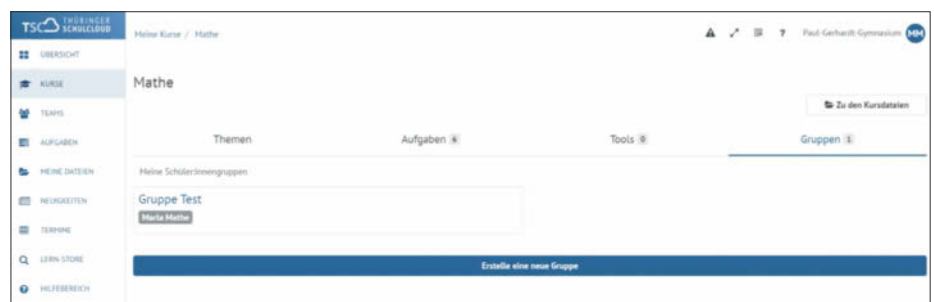 TSC THÜRINGER SCHULCLOUD
Meine Kurse / Mathe
? Paul-Gerhardt-Gymnasium MM
ÜBERSICHT
KURSE
TEAMS
AUFGABEN
MEINE DATEIEN
NEUIGKEITEN
TERMINE
LERN-STORE
HILFEBEREICH
Mathe
Zu den Kursdateien
Themen Aufgaben 6 Tools 0 Gruppen 1
Meine Schüler:innengruppen
Gruppe Test
Marla Mathe
Erstelle eine neue Gruppe